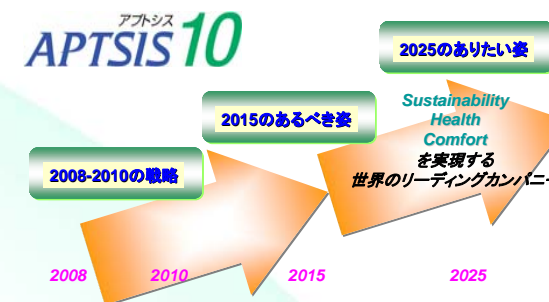 アプトシス
APTSIS 10
2025のありたい姿
2015のあるべき姿
2008-2010の戦略
Sustainability
Health
Comfort
を実現する
世界のリーディングカンパニー
2008
2010
2015
2025